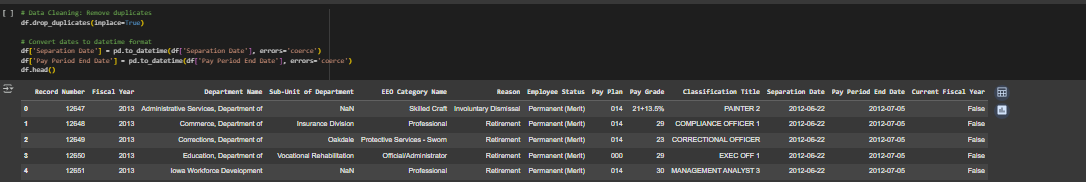 [ ] # Data Cleaning: Remove duplicates
df.drop_duplicates(inplace=True)
# Convert dates to datetime format
df['Separation Date'] = pd.to_datetime(df['Separation Date'], errors='coerce')
df['Pay Period End Date'] = pd.to_datetime(df['Pay Period End Date'], errors='coerce')
df.head()
Record Number Fiscal Year Department Name Sub-Unit of Department EEO Category Name Reason Employee Status Pay Plan Pay Grade Classification Title Separation Date Pay Period End Date Current Fiscal Year
0 12647 2013 Administrative Services, Department of NaN Skilled Craft Involuntary Dismissal Permanent (Merit) 014 21+13.5% PAINTER 2 2012-06-22 2012-07-05 False
1 12648 2013 Commerce, Department of Insurance Division Professional Retirement Permanent (Merit) 014 29 COMPLIANCE OFFICER 1 2012-06-22 2012-07-05 False
2 12649 2013 Corrections, Department of Oakdale Protective Services - Sworn Retirement Permanent (Merit) 014 23 CORRECTIONAL OFFICER 2012-06-22 2012-07-05 False
3 12650 2013 Education, Department of Vocational Rehabilitation Official/Administrator Retirement Permanent (Merit) 000 29 EXEC OFF 1 2012-06-22 2012-07-05 False
4 12651 2013 Iowa Workforce Development NaN Professional Retirement Permanent (Merit) 014 30 MANAGEMENT ANALYST 3 2012-06-22 2012-07-05 False